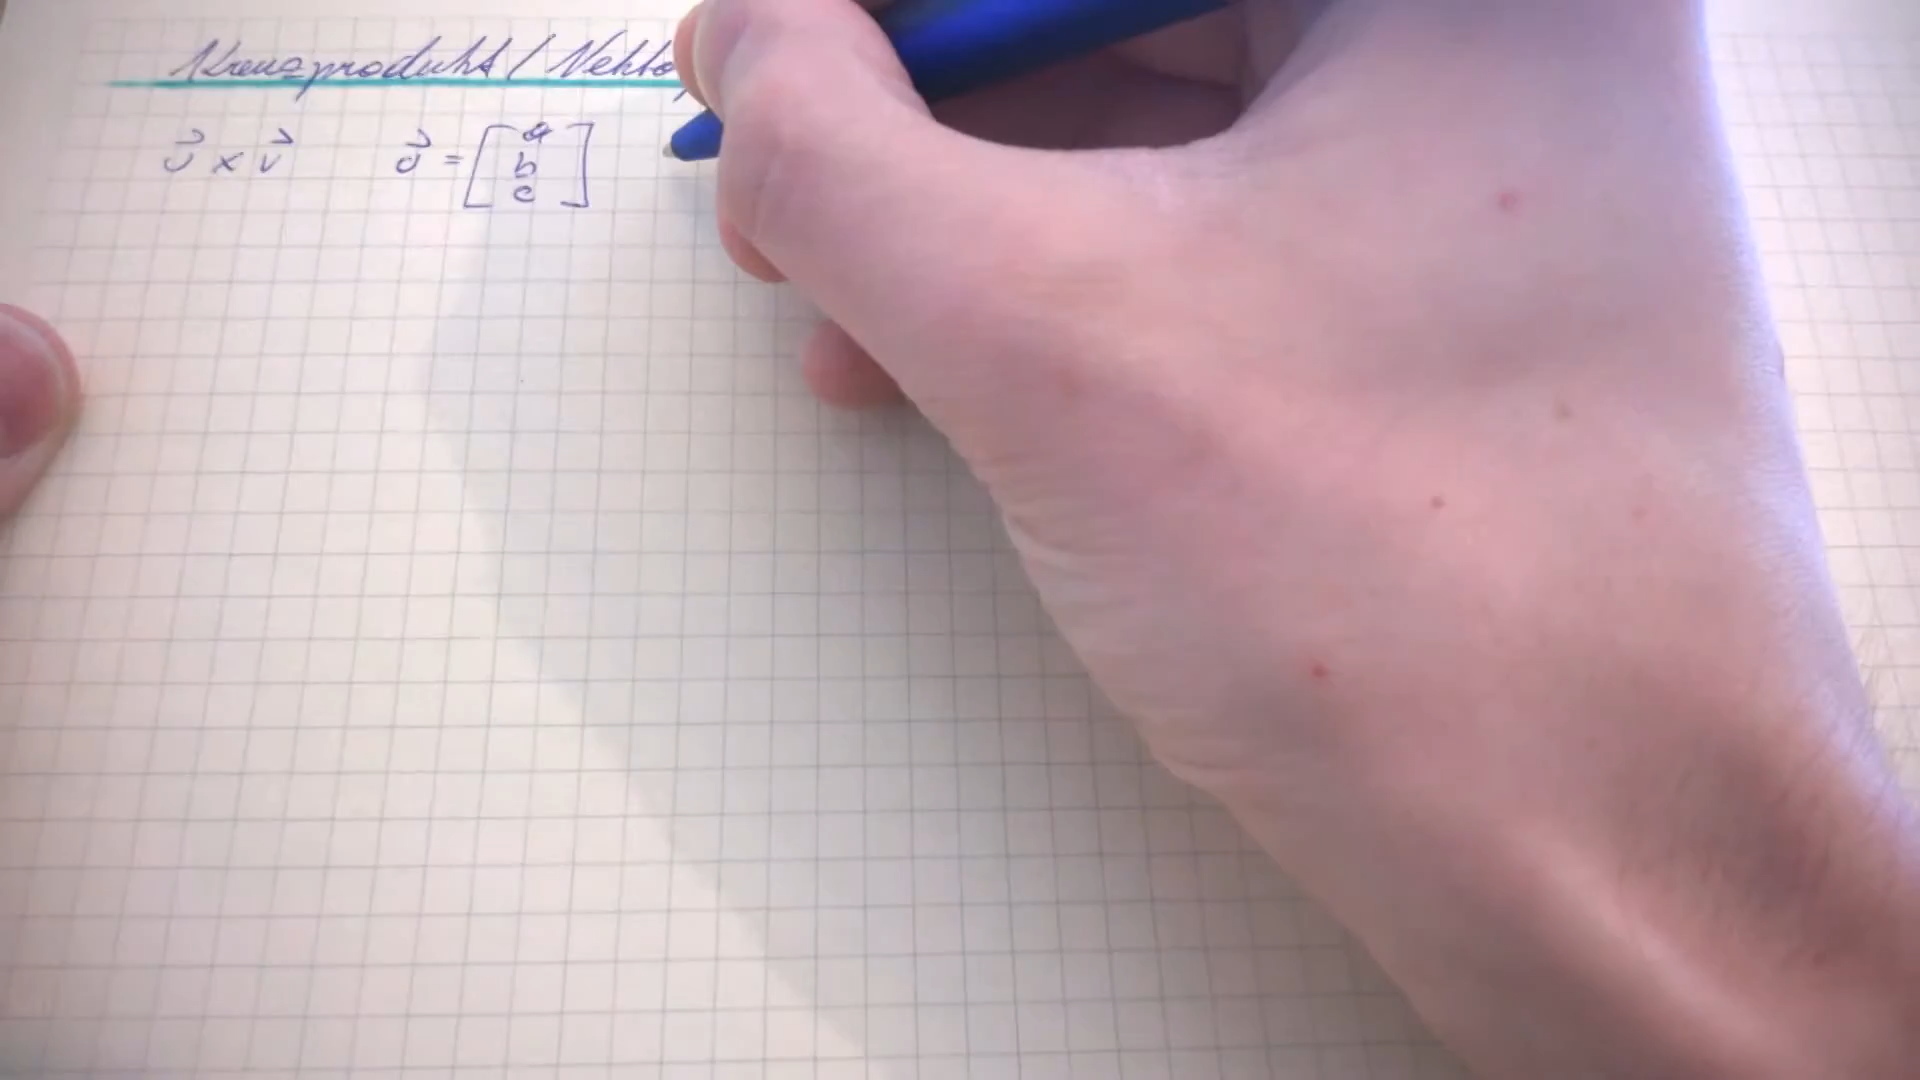 Kreuzprodukt / Vekto
u⃗ × v⃗    u⃗ = [a b c]